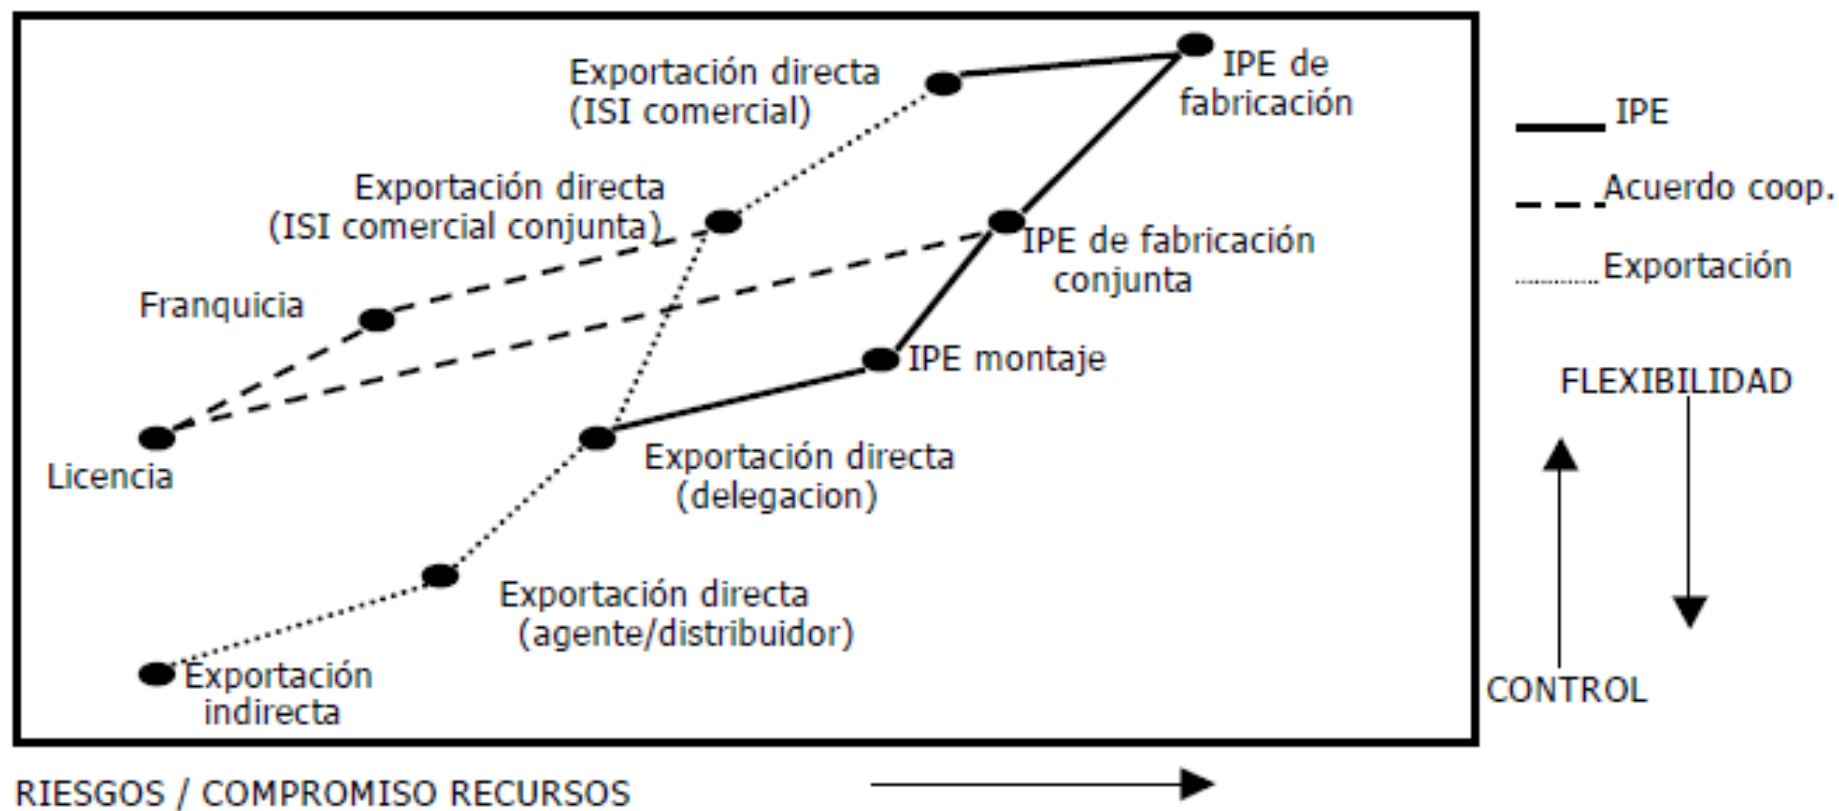 Exportación directa
(ISI comercial)
IPE de
fabricación
IPE
Exportación directa
(ISI comercial conjunta)
Acuerdo coop.
IPE de fabricación
conjunta
Exportación
Franquicia
IPE montaje
FLEXIBILIDAD
Licencia
Exportación directa
(delegacion)
Exportación directa
(agente/distribuidor)
Exportación
indirecta
CONTROL
RIESGOS / COMPROMISO RECURSOS